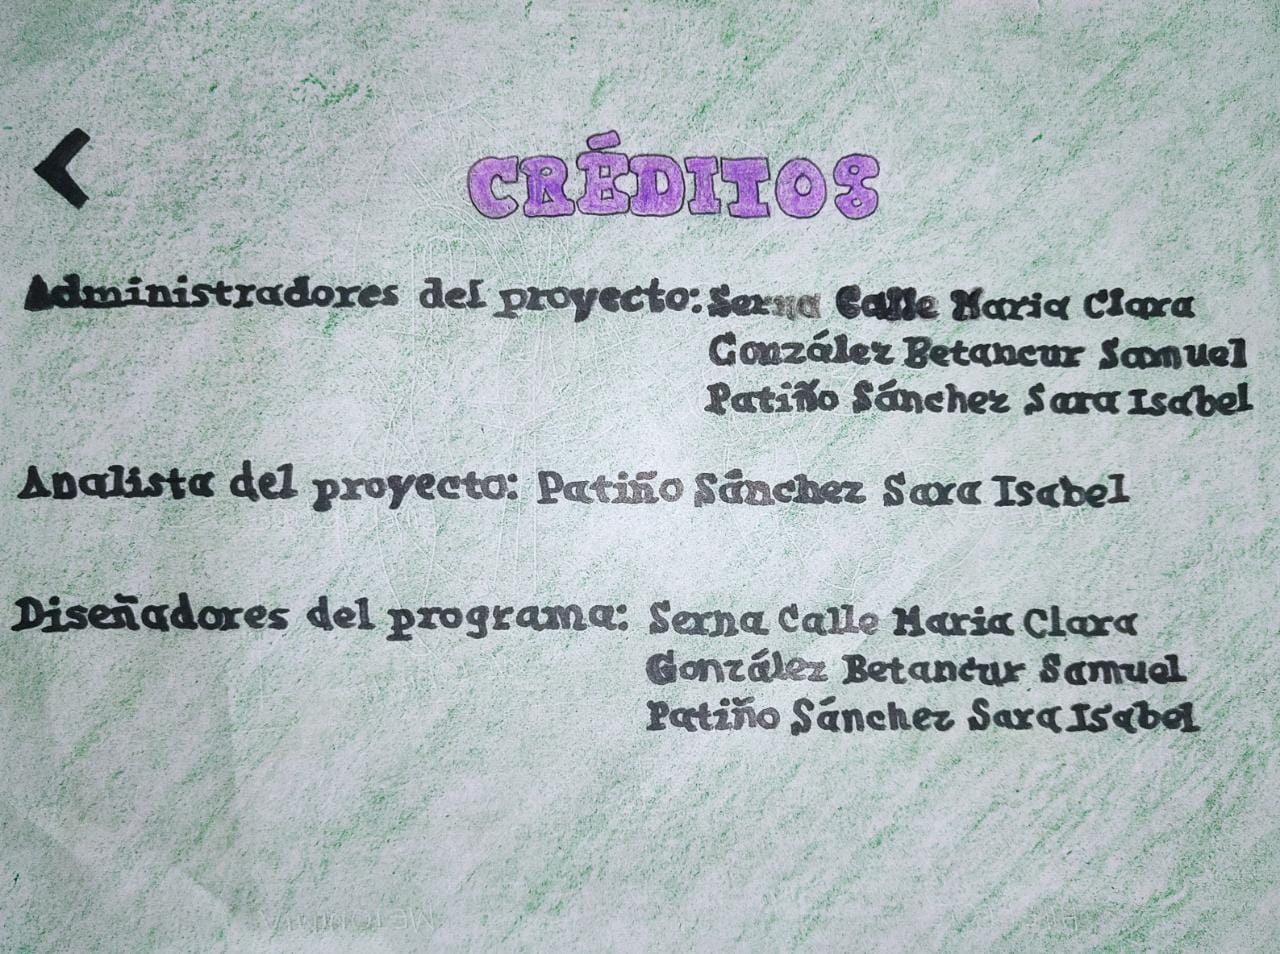 CRÉDITOS
Administradores del proyecto: Serna Calle Maria Clara
González Betancur Samuel
Patiño Sánchez Sara Isabel
Analista del proyecto: Patiño Sánchez Sara Isabel
Diseñadores del programa: Serna Calle Maria Clara
González Betancur Samuel
Patiño Sánchez Sara Isabel